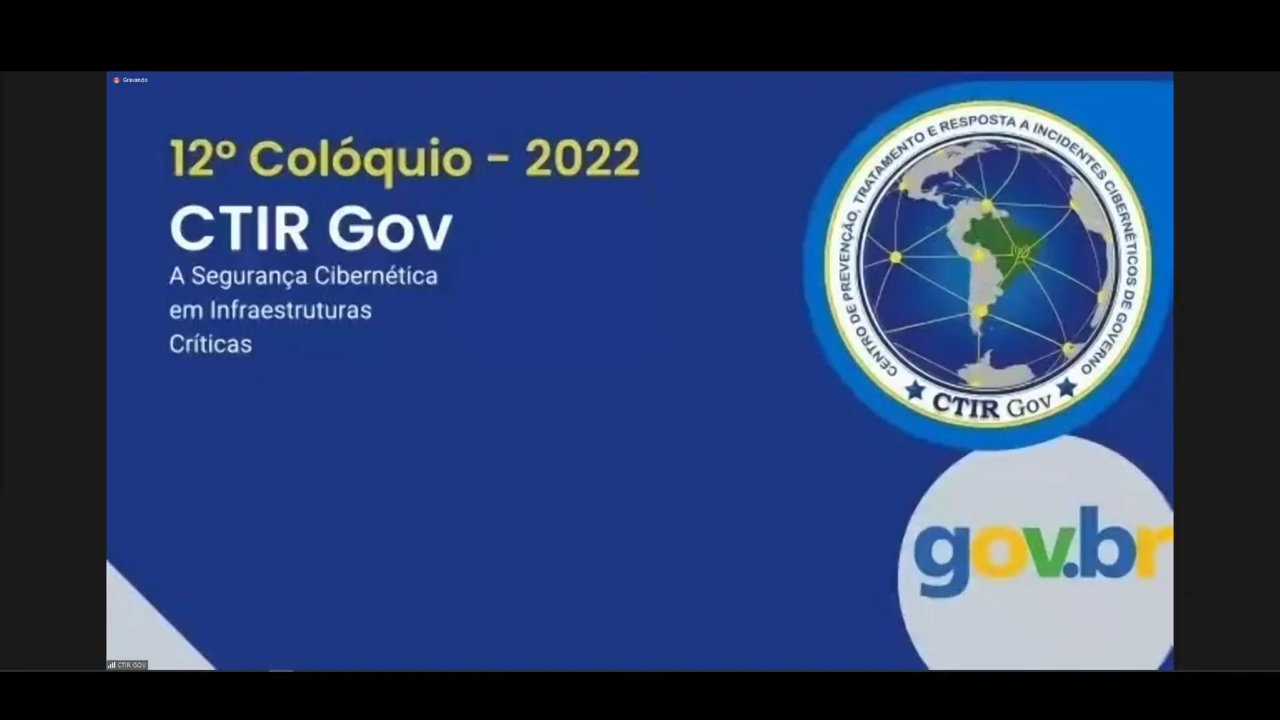 Gravando
12º Colóquio - 2022
CTIR Gov
A Segurança Cibernética
em Infraestruturas
Críticas
CENTRO DE PREVENÇÃO, TRATAMENTO E RESPOSTA A INCIDENTES CIBERNÉTICOS DE GOVERNO
CTIR Gov
gov.br
CTIR GOV